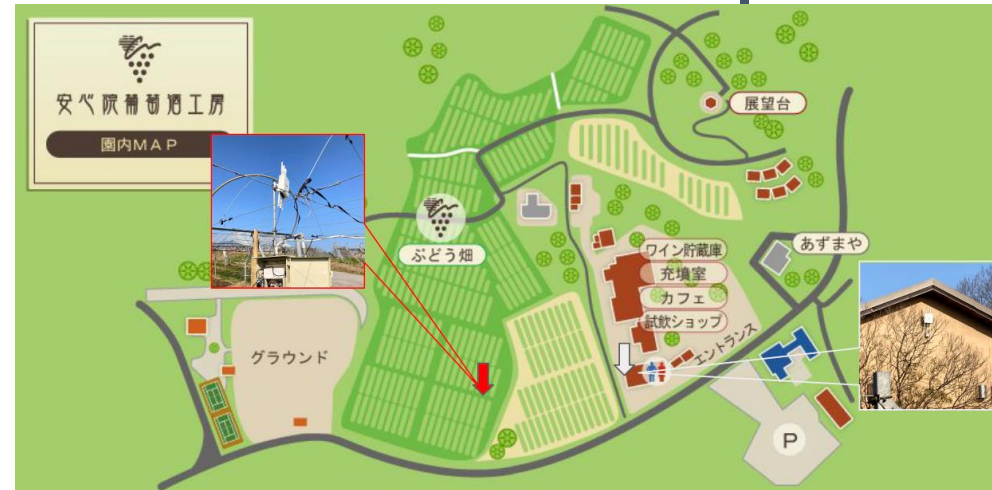 安心院葡萄酒工房
園内MAP
展望台
ぶどう畑
あずまや
ワイン貯蔵庫
充填室
カフェ
試飲ショップ
エントランス
グラウンド
P